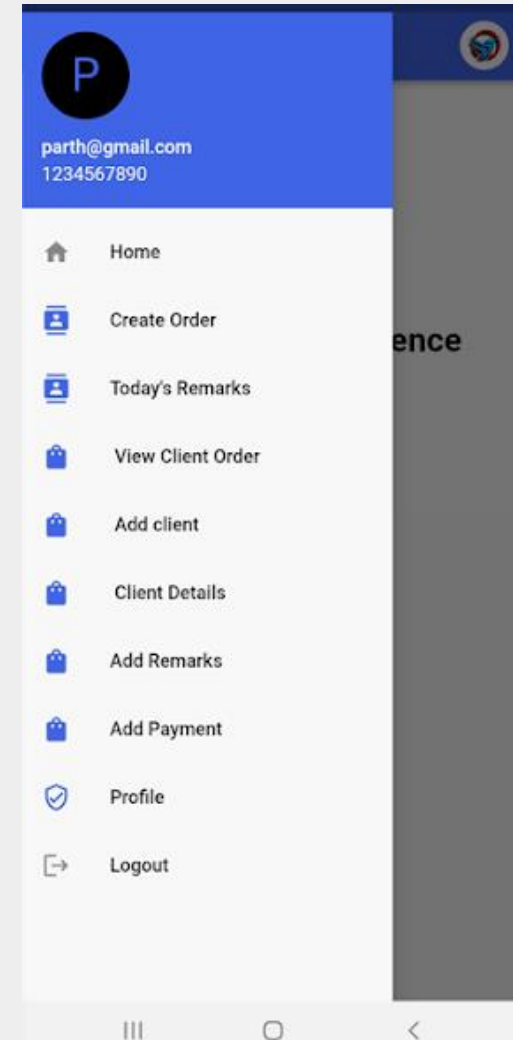 P
parth@gmail.com
1234567890
Home
Create Order
ence
Today's Remarks
View Client Order
Add client
Client Details
Add Remarks
Add Payment
Profile
Logout